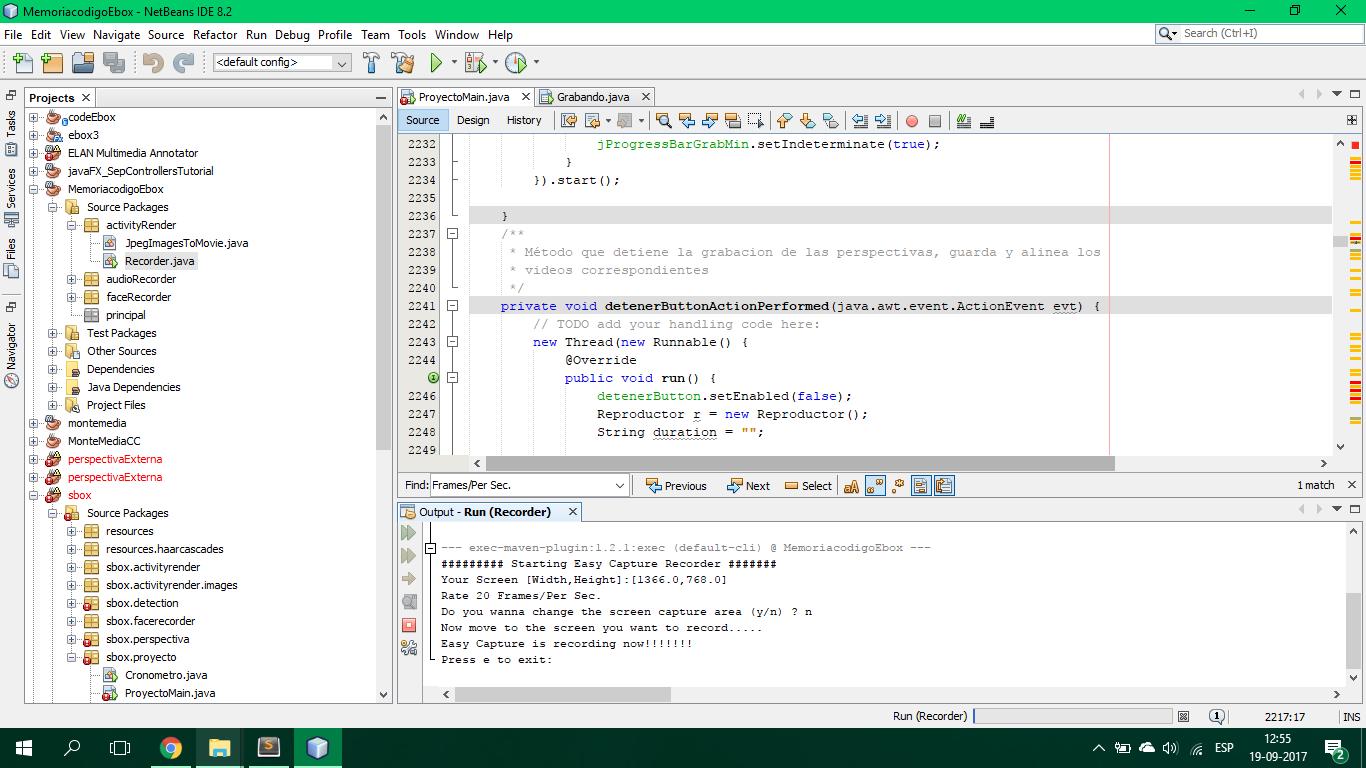 MemoriacodigoEbox - NetBeans IDE 8.2
File Edit View Navigate Source Refactor Run Debug Profile Team Tools Window Help
Search (Ctrl+I)
<default config>
Tasks
Services
Files
Navigator
Projects
codeEbox
ebox3
ELAN Multimedia Annotator
javaFX_SepControllersTutorial
MemoriacodigoEbox
Source Packages
activityRender
JpegImagesToMovie.java
Recorder.java
audioRecorder
faceRecorder
principal
Test Packages
Other Sources
Dependencies
Java Dependencies
Project Files
montemedia
MonteMediaCC
perspectivaExterna
perspectivaExterna
sbox
Source Packages
resources
resources.haarcascades
sbox.activityrender
sbox.activityrender.images
sbox.detection
sbox.facerecorder
sbox.perspectiva
sbox.proyecto
Cronometro.java
ProyectoMain.java
ProyectoMain.java Grabando.java
Source Design History
2232 jProgressBarGrabMin.setIndeterminate(true);
2233 }
2234 }).start();
2235
2236 }
2237 /**
2238 * Método que detiene la grabacion de las perspectivas, guarda y alinea los
2239 * videos correspondientes
2240 */
2241 private void detenerButtonActionPerformed(java.awt.event.ActionEvent evt) {
2242 // TODO add your handling code here:
2243 new Thread(new Runnable() {
2244 @Override
public void run() {
2246 detenerButton.setEnabled(false);
2247 Reproductor r = new Reproductor();
2248 String duration = "";
2249
Find: Frames/Per Sec. Previous Next Select aA 1 match
Output - Run (Recorder)
--- exec-maven-plugin:1.2.1:exec (default-cli) @ MemoriacodigoEbox ---
######### Starting Easy Capture Recorder #######
Your Screen [Width,Height]:[1366.0,768.0]
Rate 20 Frames/Per Sec.
Do you wanna change the screen capture area (y/n) ? n
Now move to the screen you want to record.....
Easy Capture is recording now!!!!!!!
Press e to exit:
Run (Recorder) 1 2217:17 INS
ESP
12:55
19-09-2017
2